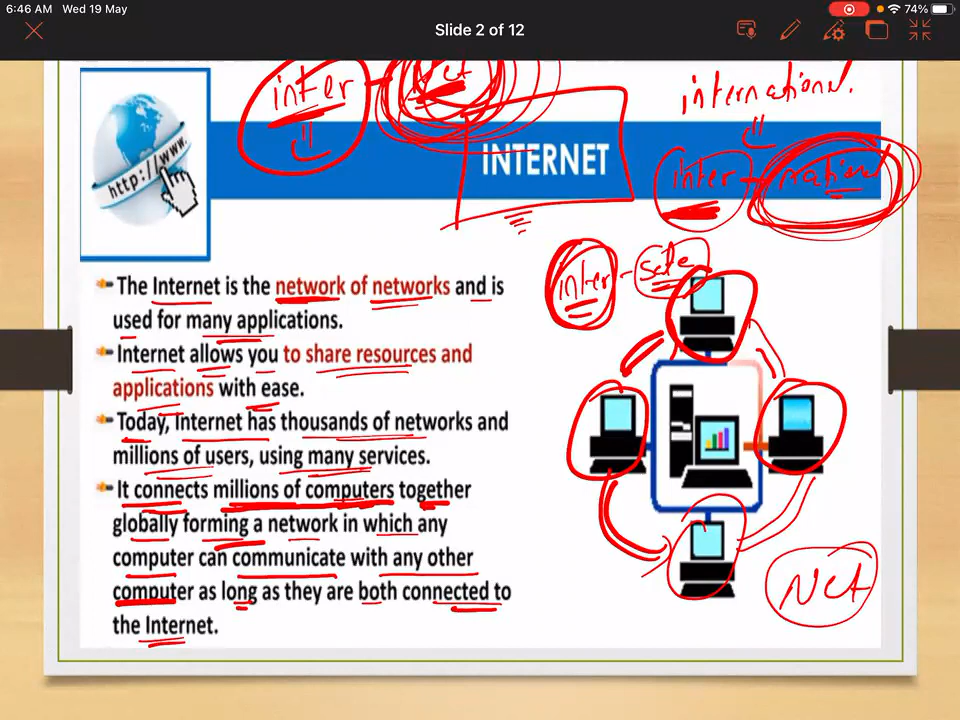 6:46 AM Wed 19 May
74%
Slide 2 of 12
inter - Net
international.
INTERNET
inter - national
http://www.
inter - State
The Internet is the network of networks and is
used for many applications.
Internet allows you to share resources and
applications with ease.
Today, Internet has thousands of networks and
millions of users, using many services.
It connects millions of computers together
globally forming a network in which any
computer can communicate with any other
computer as long as they are both connected to
the Internet.
Net